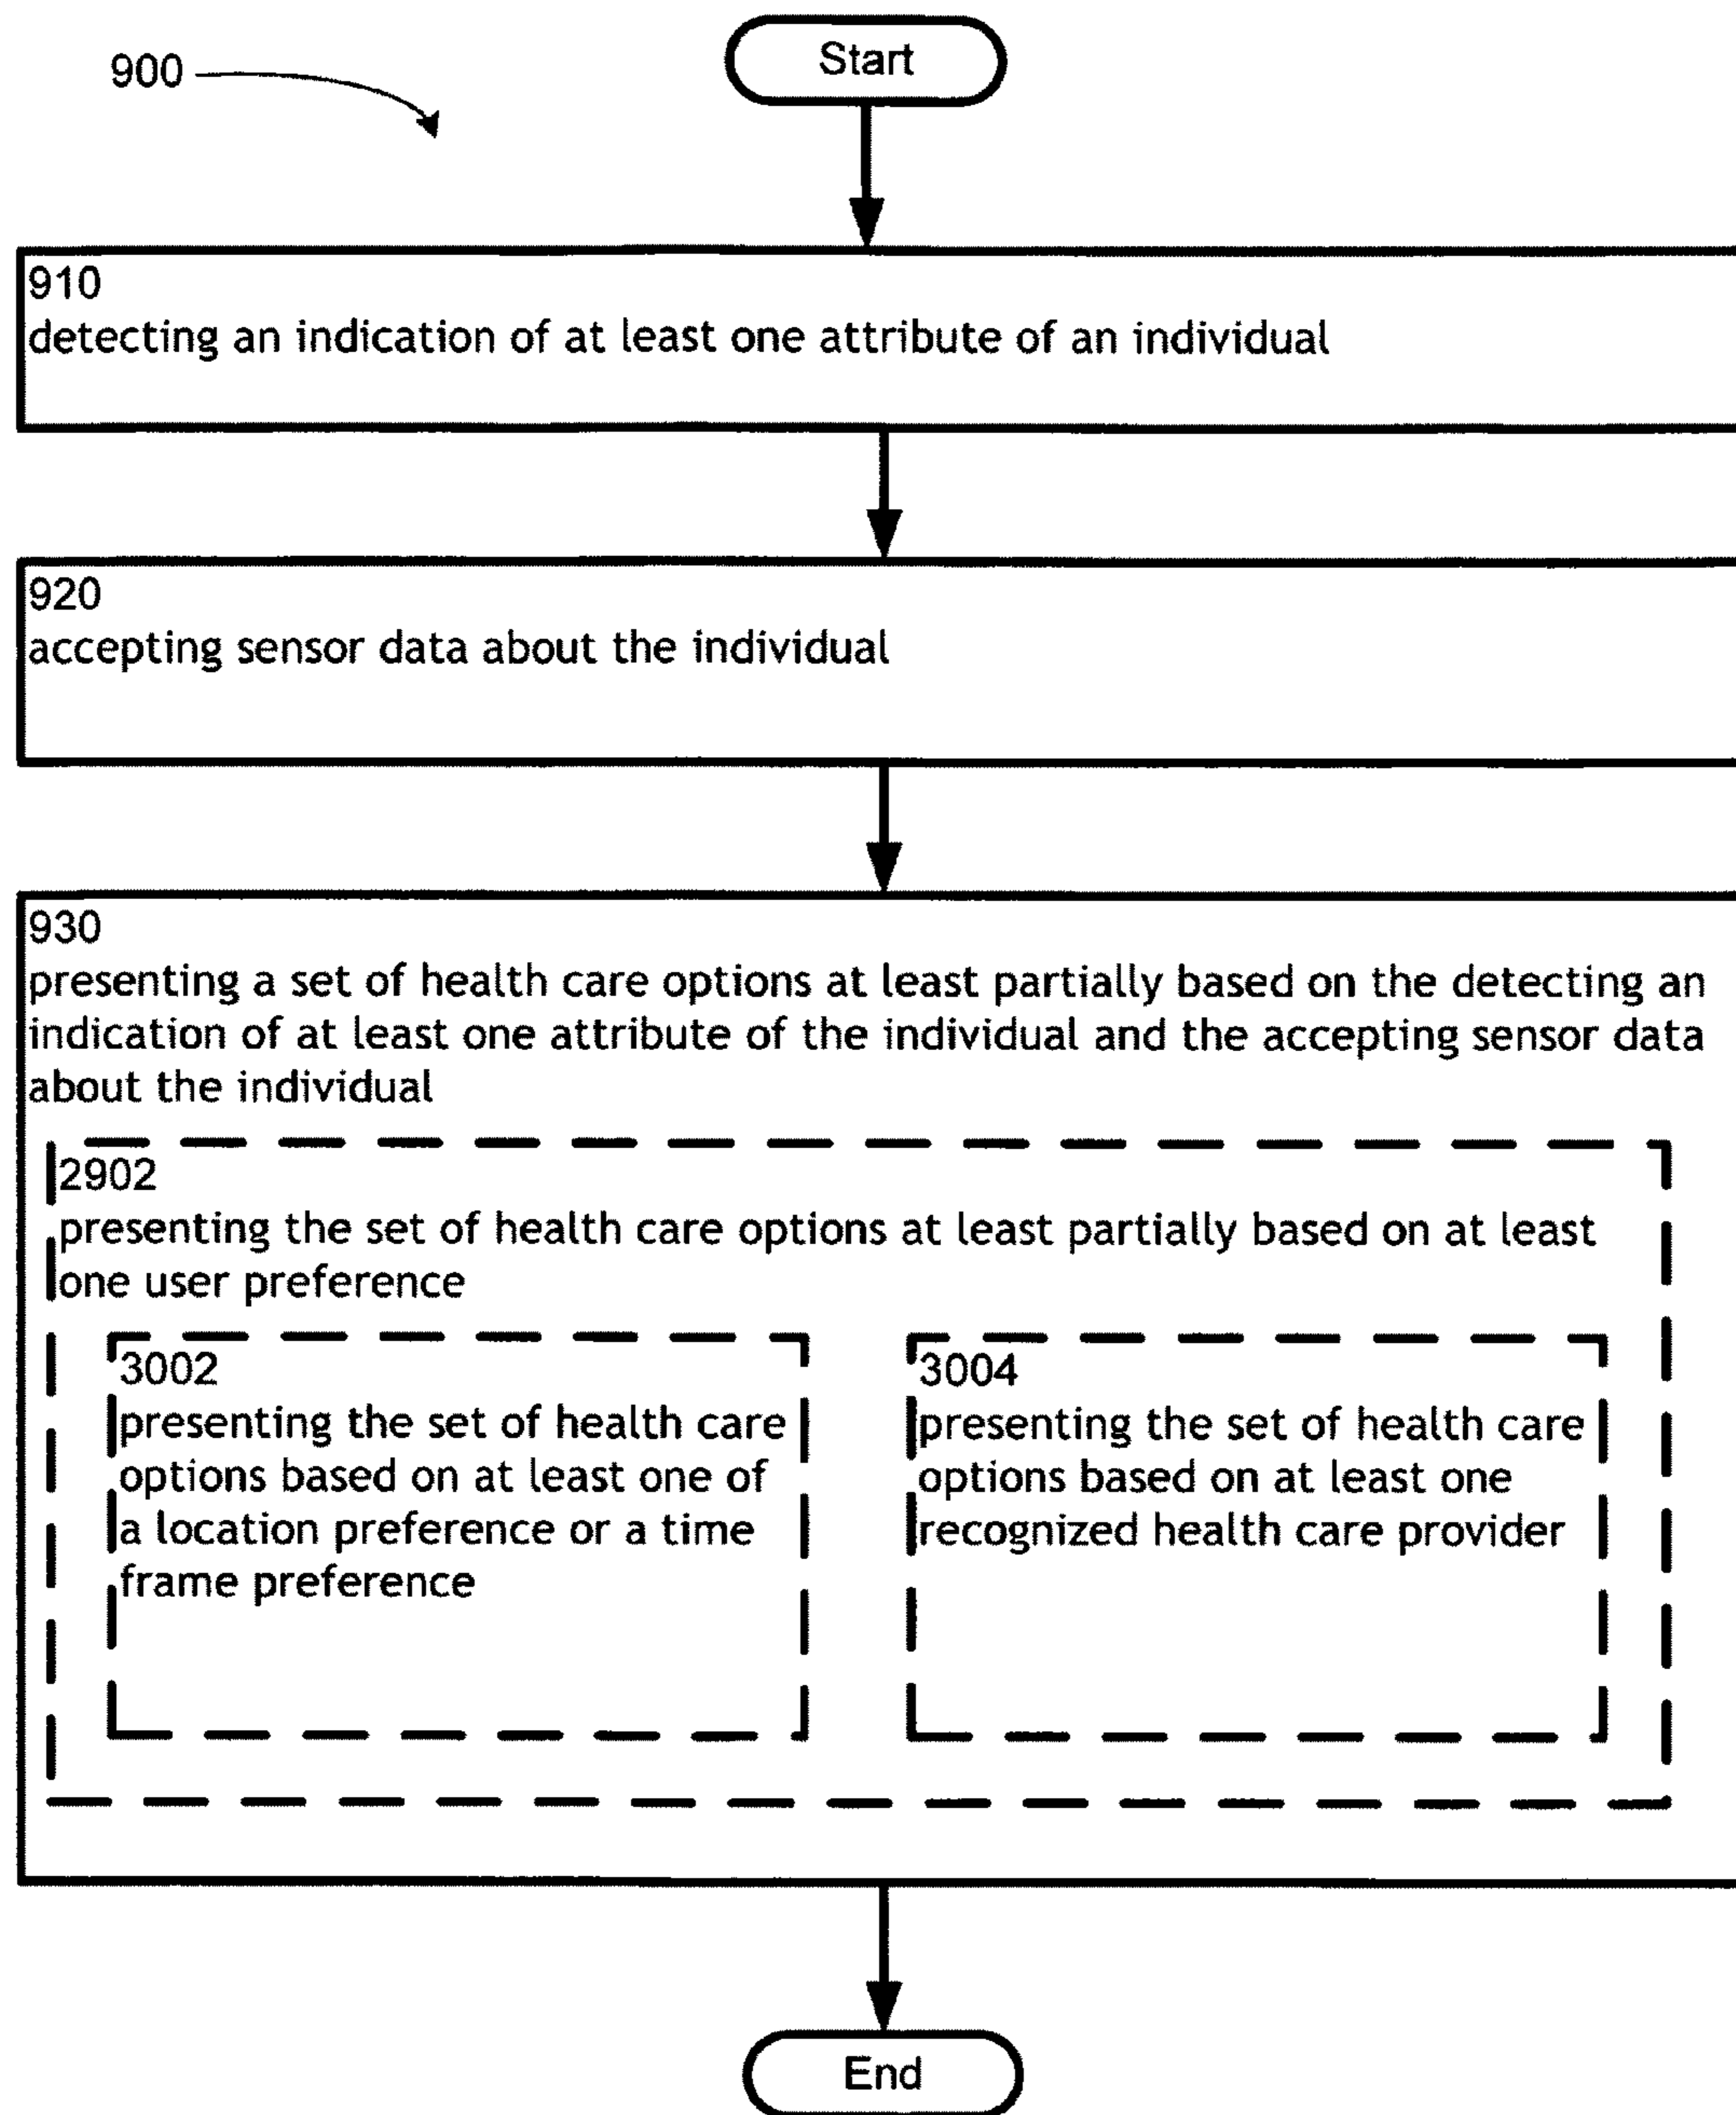 Start
900
910
detecting an indication of at least one attribute of an individual
920
accepting sensor data about the individual
930
presenting a set of health care options at least partially based on the detecting an
indication of at least one attribute of the individual and the accepting sensor data
about the individual
2902
presenting the set of health care options at least partially based on at least
one user preference
3002
presenting the set of health care
options based on at least one of
a location preference or a time
frame preference
3004
presenting the set of health care
options based on at least one
recognized health care provider
End